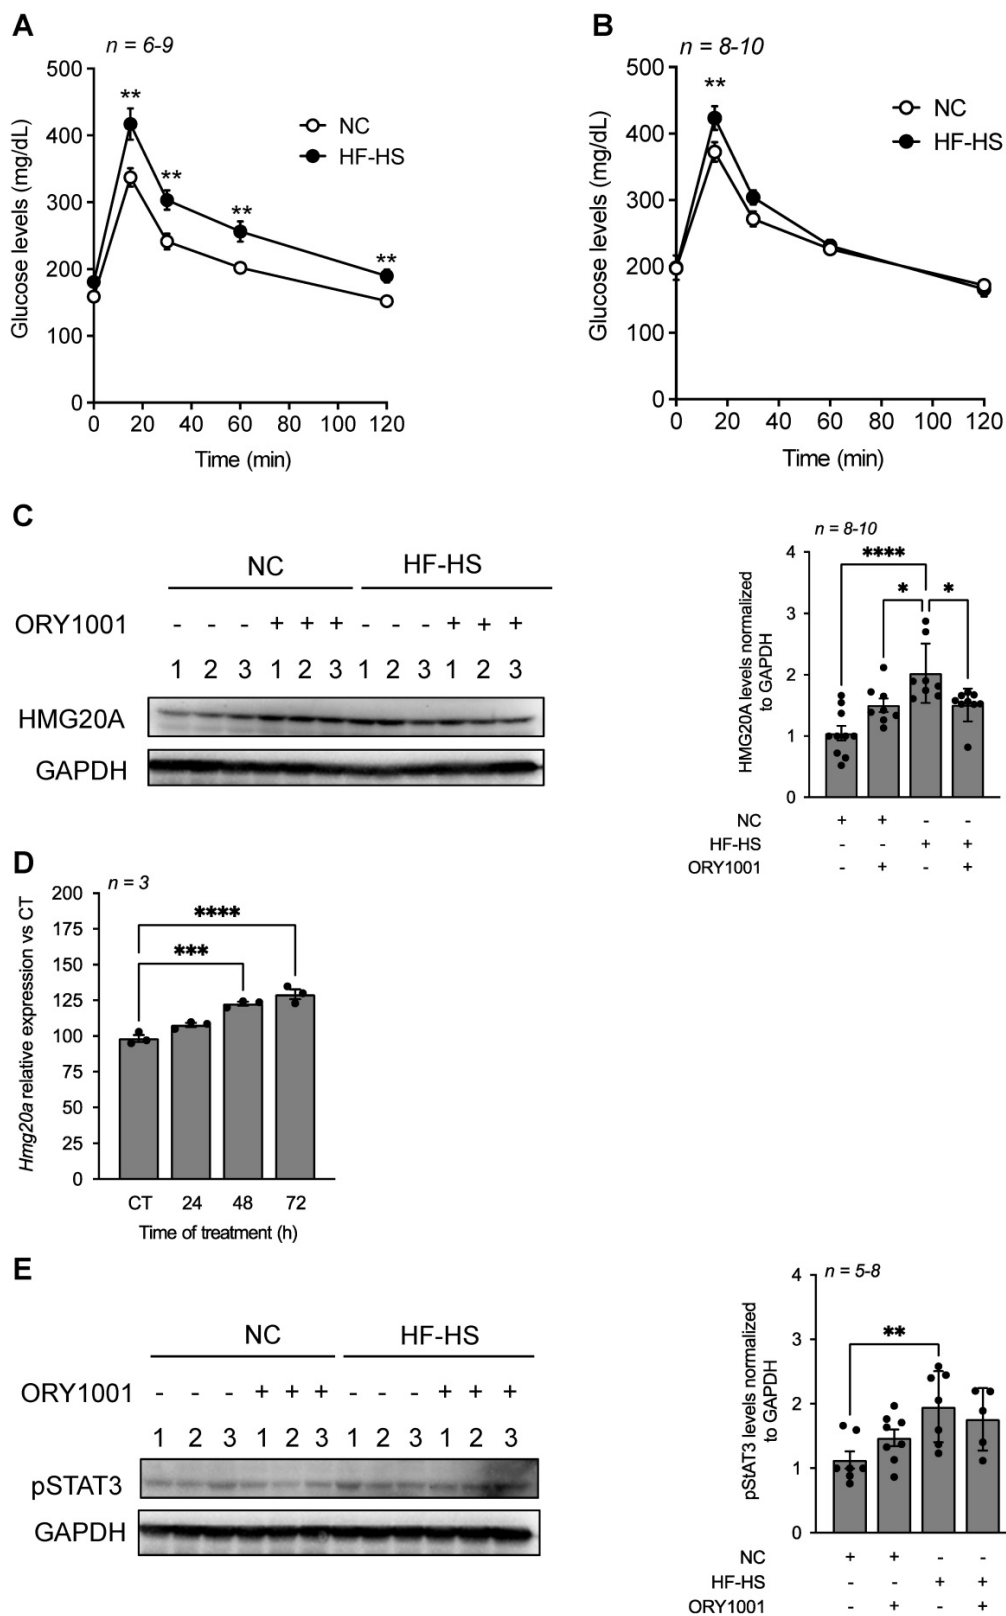 A
n = 6-9
500
400
300
200
100
0
Glucose levels (mg/dL)
**
**
**
**
NC
HF-HS
0 20 40 60 80 100 120
Time (min)
B
n = 8-10
500
400
300
200
100
0
Glucose levels (mg/dL)
**
NC
HF-HS
0 20 40 60 80 100 120
Time (min)
C
NC HF-HS
ORY1001 - - - + + + - - - + + +
1 2 3 1 2 3 1 2 3 1 2 3
HMG20A
GAPDH
n = 8-10
4
3
2
1
0
HMG20A levels normalized
to GAPDH
****
* *
NC + + - -
HF-HS - - + +
ORY1001 - + - +
D
n = 3
200
175
150
125
100
75
50
25
0
Hmg20a relative expression vs CT
****
***
CT 24 48 72
Time of treatment (h)
E
NC HF-HS
ORY1001 - - - + + + - - - + + +
1 2 3 1 2 3 1 2 3 1 2 3
pSTAT3
GAPDH
n = 5-8
4
3
2
1
0
pStAT3 levels normalized
to GAPDH
**
NC + + - -
HF-HS - - + +
ORY1001 - + - +